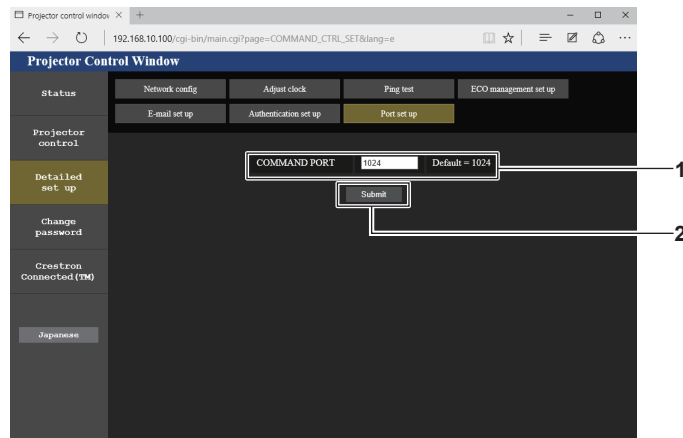 Projector control window
192.168.10.100/cgi-bin/main.cgi?page=COMMAND_CTRL_SET&lang=e
Projector Control Window
Status
Projector
control
Detailed
set up
Change
password
Crestron
Connected(TM)
Japanese
Network config
Adjust clock
Ping test
ECO management set up
E-mail set up
Authentication set up
Port set up
COMMAND PORT
1024
Default = 1024
Submit
1
2